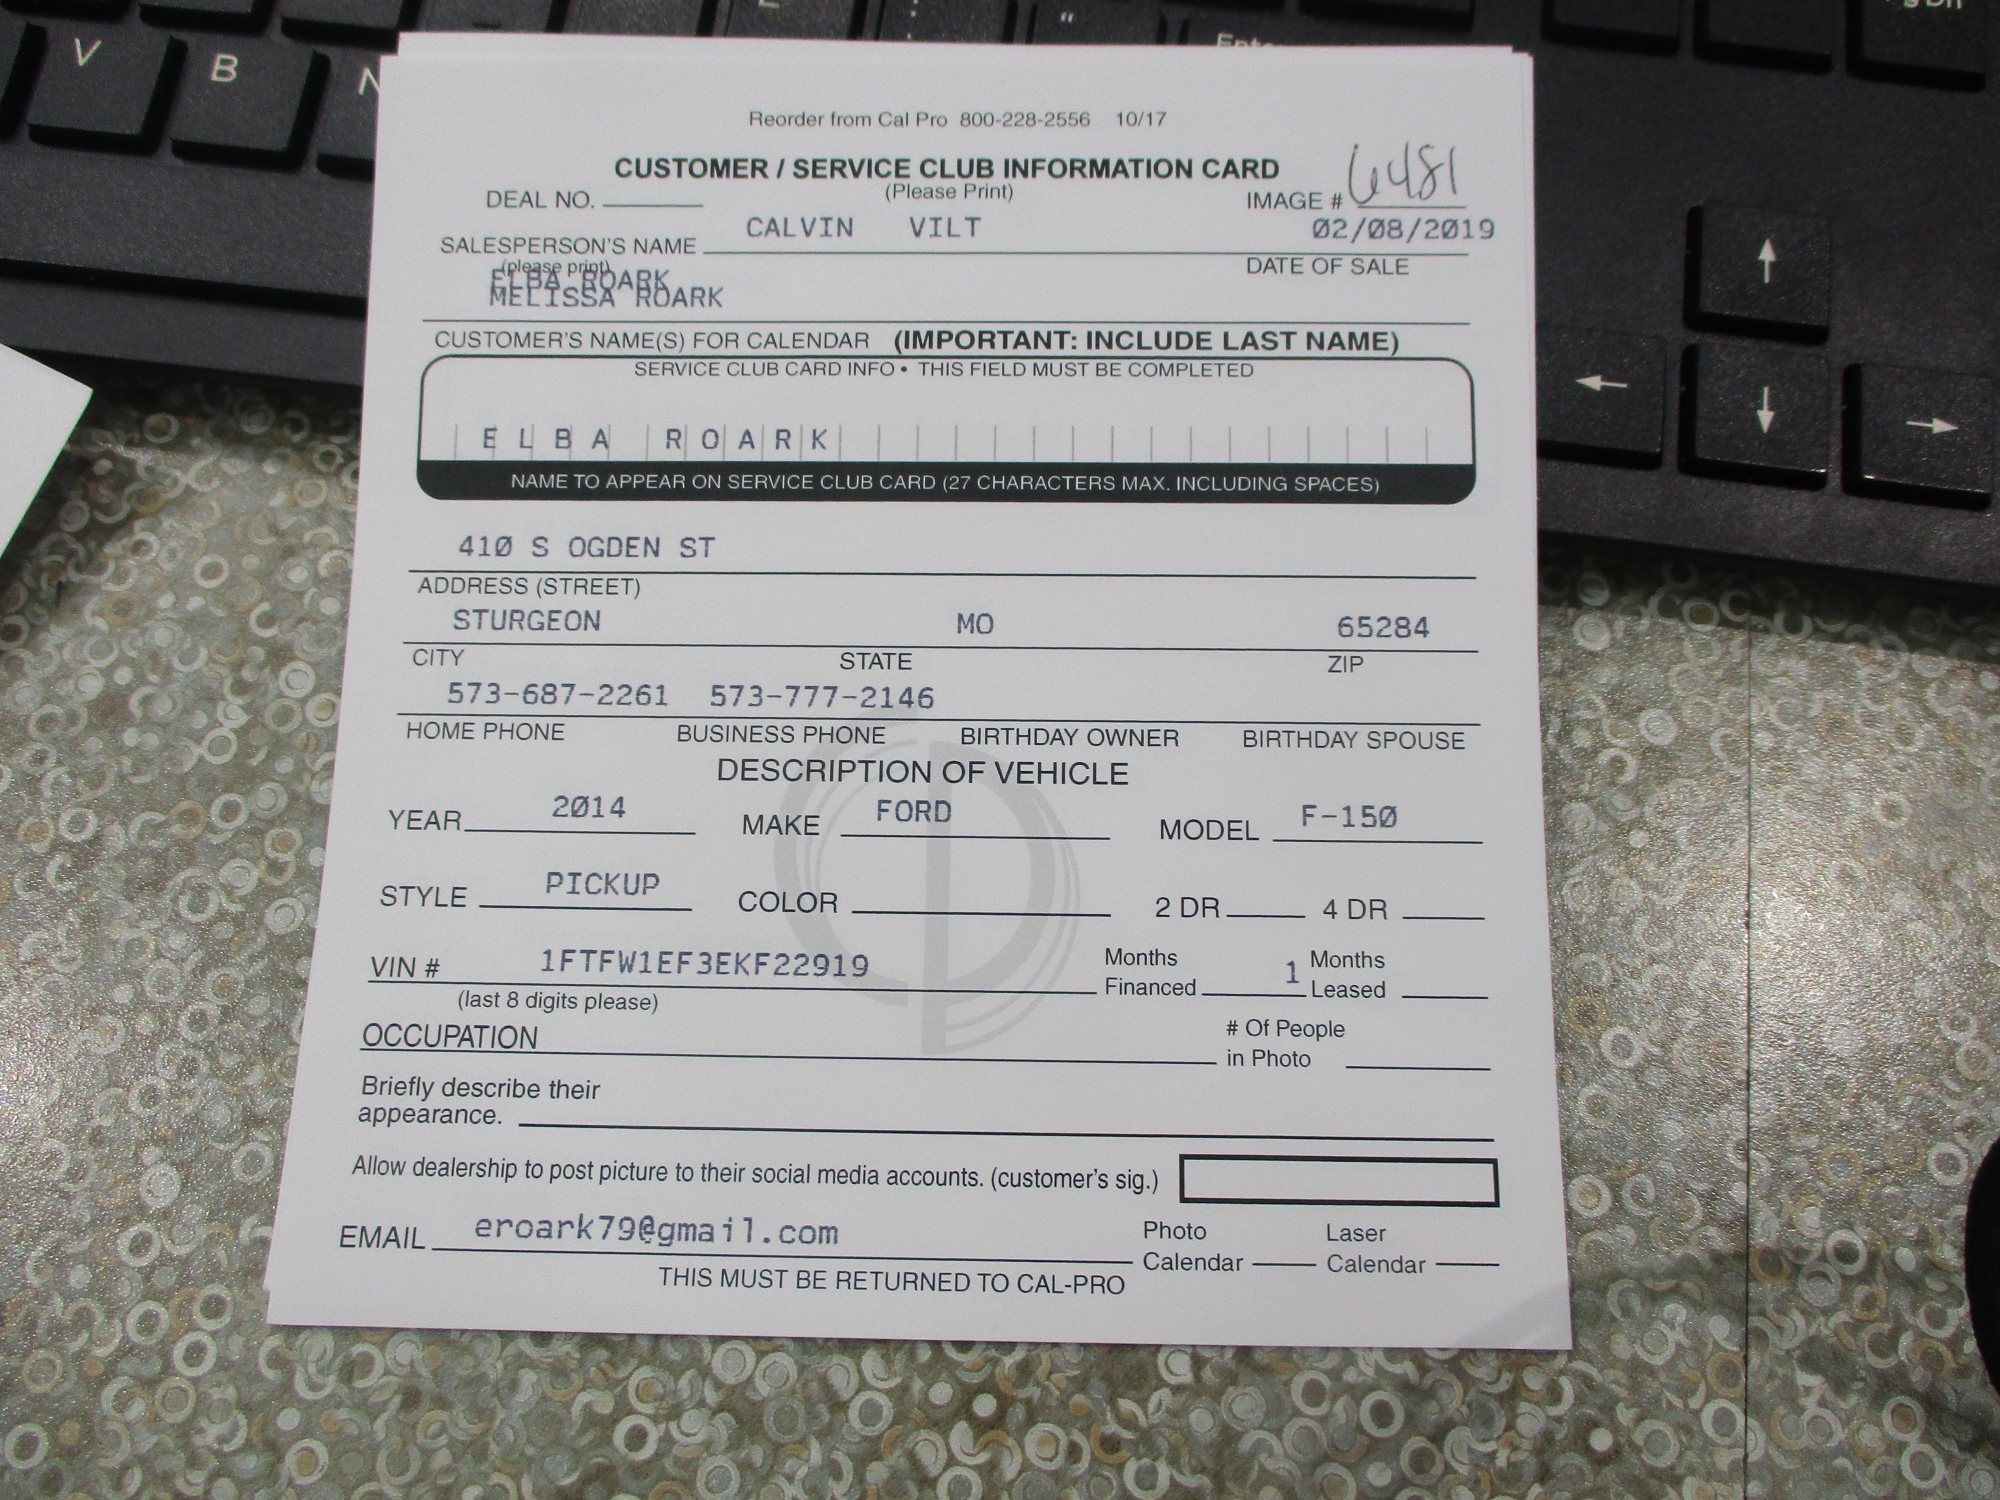 V B N Enter
Reorder from Cal Pro 800-228-2556 10/17
CUSTOMER / SERVICE CLUB INFORMATION CARD
(Please Print)
DEAL NO. IMAGE # 6481
SALESPERSON'S NAME CALVIN VILT 02/08/2019
(please print) DATE OF SALE
ELBA ROARK
MELISSA ROARK
CUSTOMER'S NAME(S) FOR CALENDAR (IMPORTANT: INCLUDE LAST NAME)
SERVICE CLUB CARD INFO • THIS FIELD MUST BE COMPLETED
ELBA ROARK
NAME TO APPEAR ON SERVICE CLUB CARD (27 CHARACTERS MAX. INCLUDING SPACES)
410 S OGDEN ST
ADDRESS (STREET)
STURGEON MO 65284
CITY STATE ZIP
573-687-2261 573-777-2146
HOME PHONE BUSINESS PHONE BIRTHDAY OWNER BIRTHDAY SPOUSE
DESCRIPTION OF VEHICLE
YEAR 2014 MAKE FORD MODEL F-150
STYLE PICKUP COLOR 2 DR 4 DR
VIN # 1FTFW1EF3EKF22919 Months Financed 1 Months Leased
(last 8 digits please)
OCCUPATION # Of People in Photo
Briefly describe their
appearance.
Allow dealership to post picture to their social media accounts. (customer's sig.)
EMAIL eroark79@gmail.com Photo Calendar Laser Calendar
THIS MUST BE RETURNED TO CAL-PRO